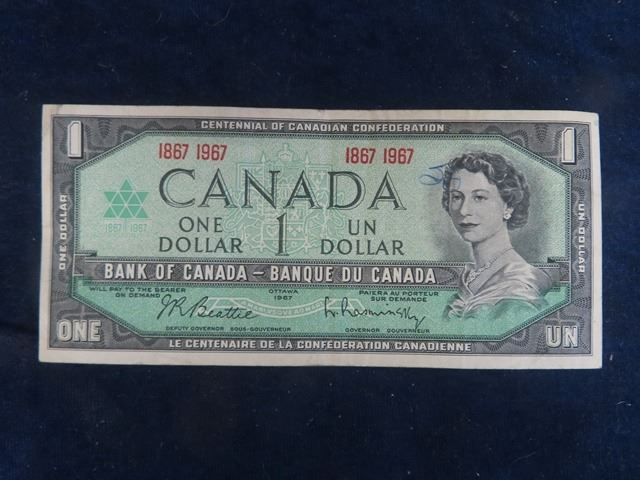 CENTENNIAL OF CANADIAN CONFEDERATION
1
1
1867 1967
1867 1967
CANADA
1867 1967
ONE DOLLAR
ONE
DOLLAR
1
UN
DOLLAR
UN DOLLAR
BANK OF CANADA – BANQUE DU CANADA
WILL PAY TO THE BEARER
ON DEMAND
OTTAWA
1967
PAIERA AU PORTEUR
SUR DEMANDE
J.R. Beattie
L. Rasminsky
DEPUTY GOVERNOR SOUS-GOUVERNEUR
GOVERNOR GOUVERNEUR
ONE
UN
LE CENTENAIRE DE LA CONFEDERATION CANADIENNE